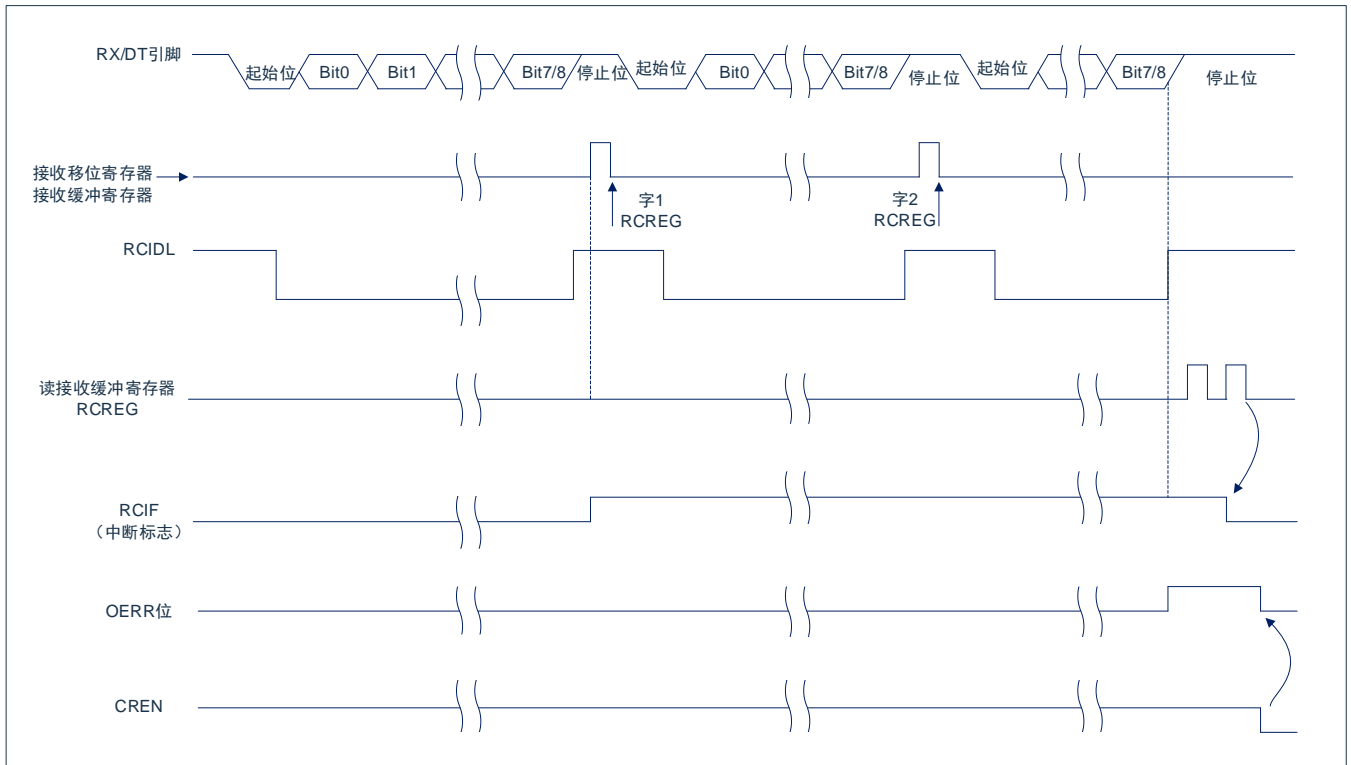 RX/DT引脚
起始位 Bit0 Bit1 Bit7/8 停止位 起始位 Bit0 Bit7/8 停止位 起始位 Bit7/8 停止位
接收移位寄存器
接收缓冲寄存器
字1
RCREG
字2
RCREG
RCIDL
读接收缓冲寄存器
RCREG
RCIF
（中断标志）
OERR位
CREN